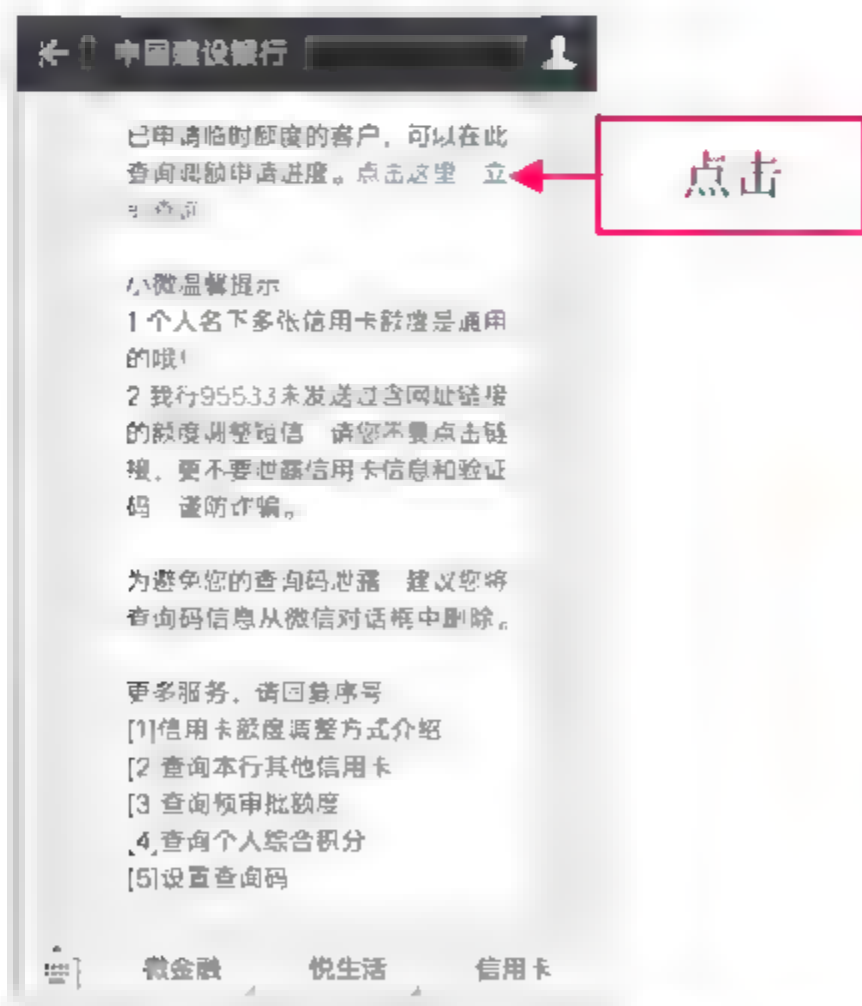 中国建设银行
已申请临时额度的客户，可以在此
点击
查询调额申请进度。点击这里 立
查询
小微温馨提示
1 个人名下多张信用卡额度是通用
的哦！
2 我行95533未发送过含网址链接
的额度调整短信 请您不要点击链
接，更不要泄露信用卡信息和验证
码 谨防诈骗。
为避免您的查询码泄露 建议您将
查询码信息从微信对话框中删除。
更多服务，请回复序号
[1]信用卡额度调整方式介绍
[2 查询本行其他信用卡
[3 查询预审批额度
[4]查询个人综合积分
[5]设置查询码
微金融 悦生活 信用卡